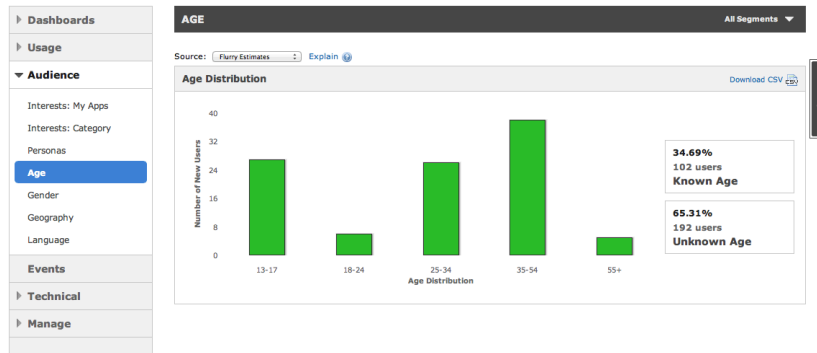 Dashboards
Usage
Audience
Interests: My Apps
Interests: Category
Personas
Age
Gender
Geography
Language
Events
Technical
Manage
AGE
All Segments
Source: Flurry Estimates Explain ?
Age Distribution
Download CSV CSV
40
32
24
16
8
0
Number of New Users
13-17 18-24 25-34 35-54 55+
Age Distribution
34.69%
102 users
Known Age
65.31%
192 users
Unknown Age